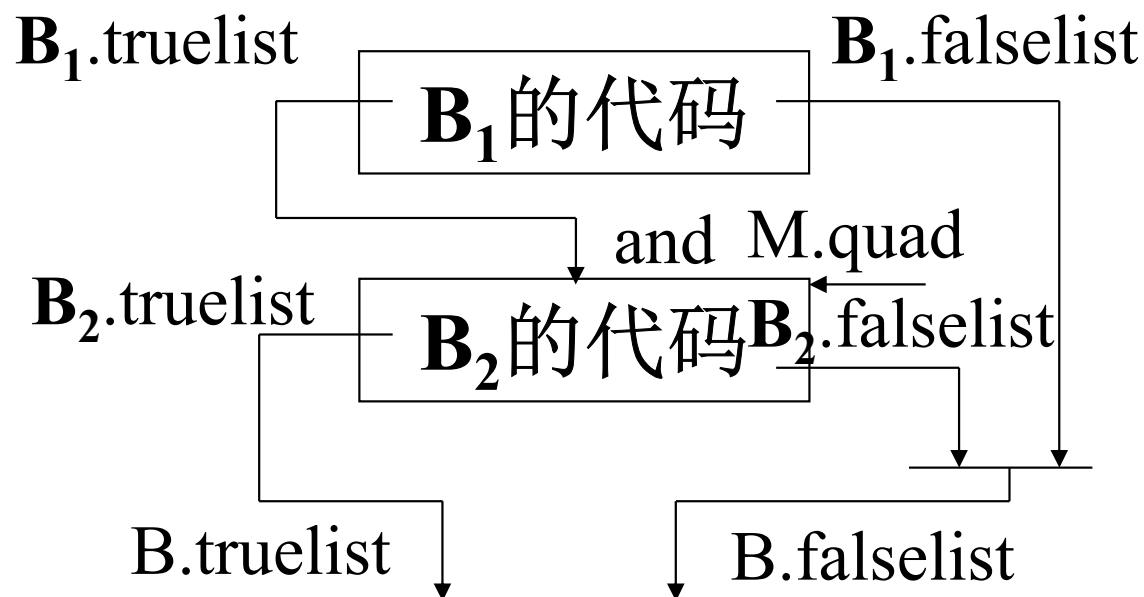 B₁.truelist
B₁.falselist
B₁的代码
and M.quad
B₂.truelist
B₂的代码
B₂.falselist
B.truelist
B.falselist